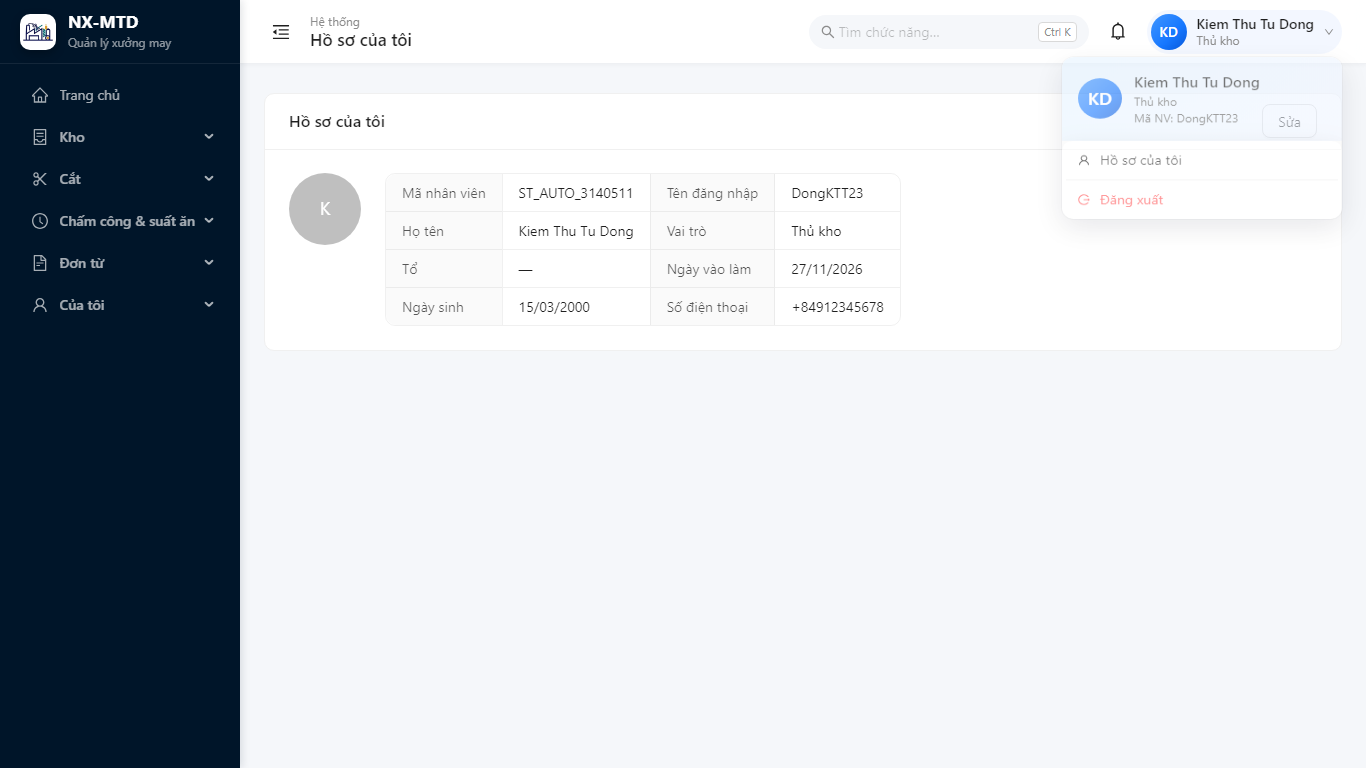 NX-MTD
Quản lý xưởng may
Trang chủ
Kho
Cắt
Chấm công & suất ăn
Đơn từ
Của tôi
Hệ thống
Hồ sơ của tôi
Tìm chức năng...
Ctrl K
KD
Kiem Thu Tu Dong
Thủ kho
KD
Kiem Thu Tu Dong
Thủ kho
Mã NV: DongKTT23
Sửa
Hồ sơ của tôi
Đăng xuất
Hồ sơ của tôi
K
Mã nhân viên ST_AUTO_3140511 Tên đăng nhập DongKTT23
Họ tên Kiem Thu Tu Dong Vai trò Thủ kho
Tổ — Ngày vào làm 27/11/2026
Ngày sinh 15/03/2000 Số điện thoại +84912345678